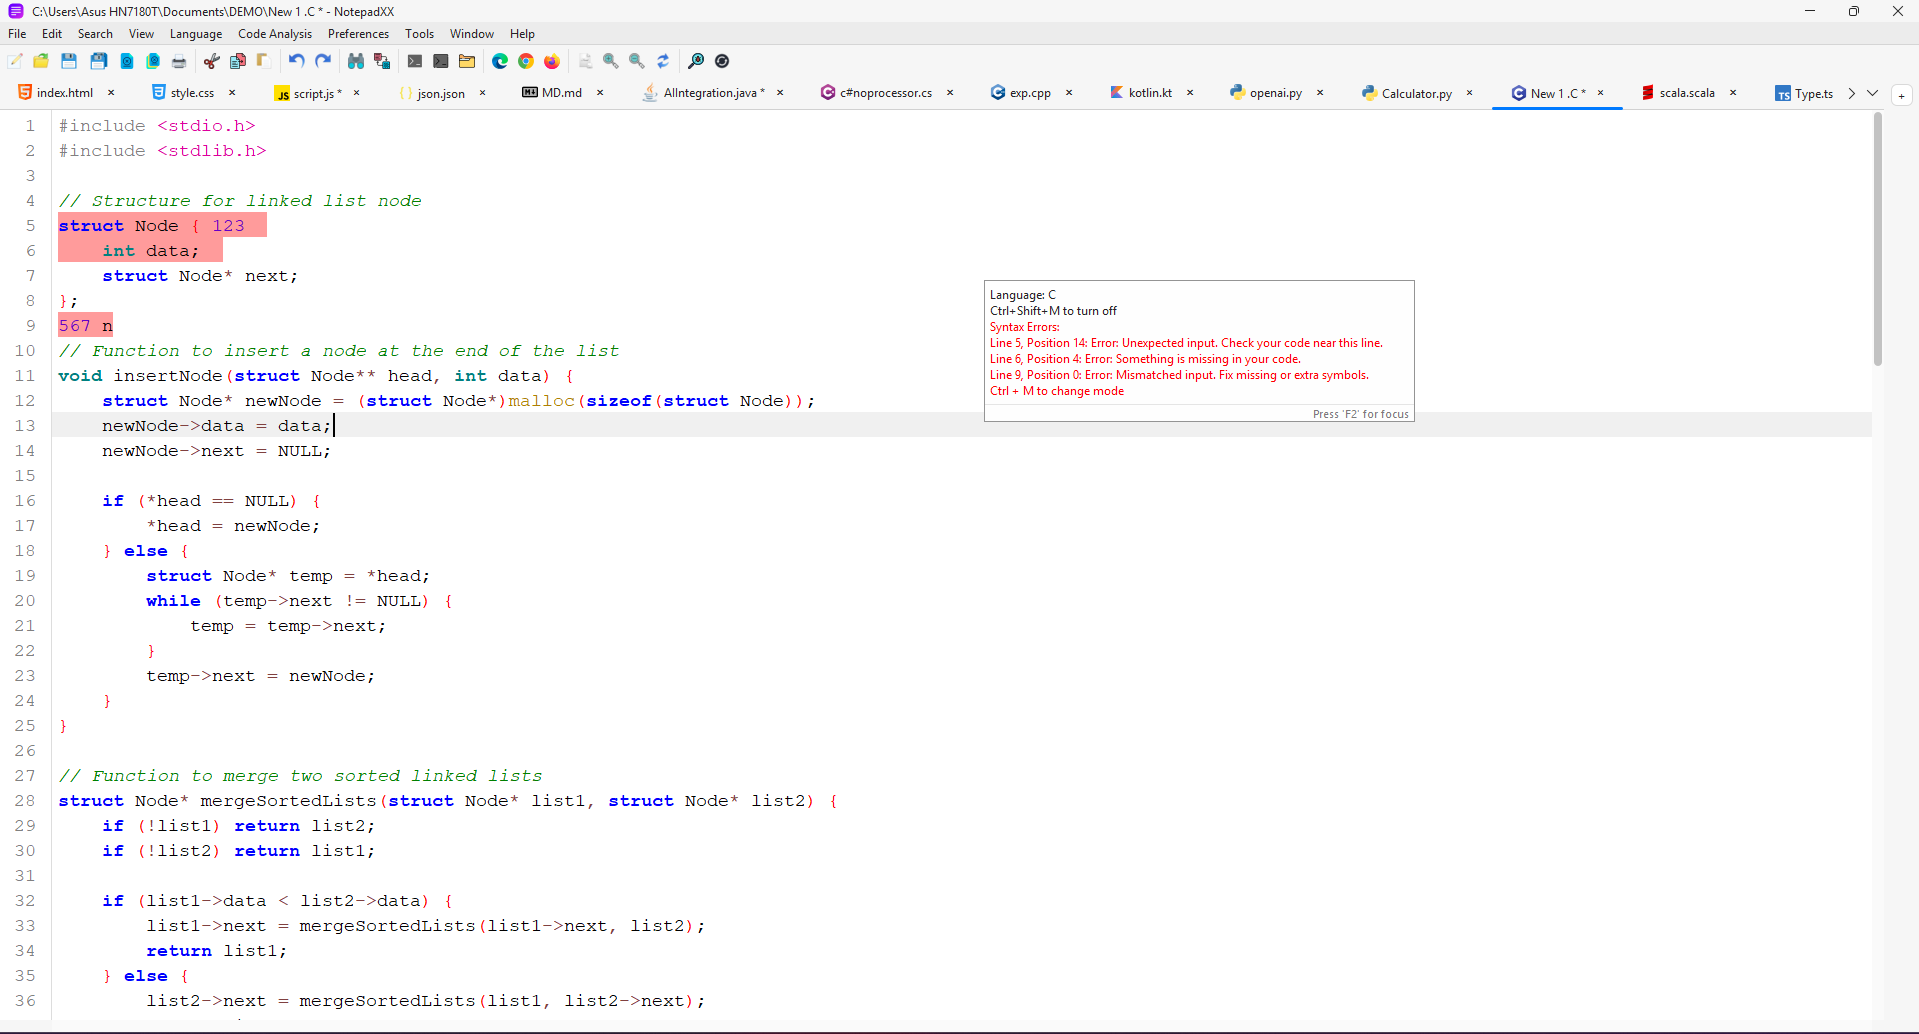 C:\Users\Asus HN7180T\Documents\DEMO\New 1 .C * - NotepadXX
File Edit Search View Language Code Analysis Preferences Tools Window Help
index.html style.css script.js * json.json MD.md AIIntegration.java * c#noprocessor.cs exp.cpp kotlin.kt openai.py Calculator.py New 1 .C * scala.scala Type.ts
1 #include <stdio.h>
2 #include <stdlib.h>
3
4 // Structure for linked list node
5 struct Node { 123
6 int data;
7 struct Node* next;
8 };
9 567 n
10 // Function to insert a node at the end of the list
11 void insertNode(struct Node** head, int data) {
12 struct Node* newNode = (struct Node*)malloc(sizeof(struct Node));
13 newNode->data = data;
14 newNode->next = NULL;
15
16 if (*head == NULL) {
17 *head = newNode;
18 } else {
19 struct Node* temp = *head;
20 while (temp->next != NULL) {
21 temp = temp->next;
22 }
23 temp->next = newNode;
24 }
25 }
26
27 // Function to merge two sorted linked lists
28 struct Node* mergeSortedLists(struct Node* list1, struct Node* list2) {
29 if (!list1) return list2;
30 if (!list2) return list1;
31
32 if (list1->data < list2->data) {
33 list1->next = mergeSortedLists(list1->next, list2);
34 return list1;
35 } else {
36 list2->next = mergeSortedLists(list1, list2->next);
Language: C
Ctrl+Shift+M to turn off
Syntax Errors:
Line 5, Position 14: Error: Unexpected input. Check your code near this line.
Line 6, Position 4: Error: Something is missing in your code.
Line 9, Position 0: Error: Mismatched input. Fix missing or extra symbols.
Ctrl + M to change mode
Press 'F2' for focus